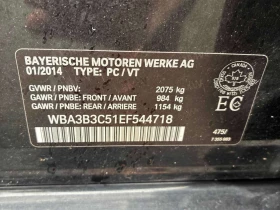 BAYERISCHE MOTOREN WERKE AG
01/2014 TYPE: PC / VT
GVWR / PNBV: 2075 kg
GAWR / PNBE: FRONT / AVANT 984 kg
GAWR / PNBE: REAR / ARRIERE 1154 kg
WBA3B3C51EF544718
EC
475/